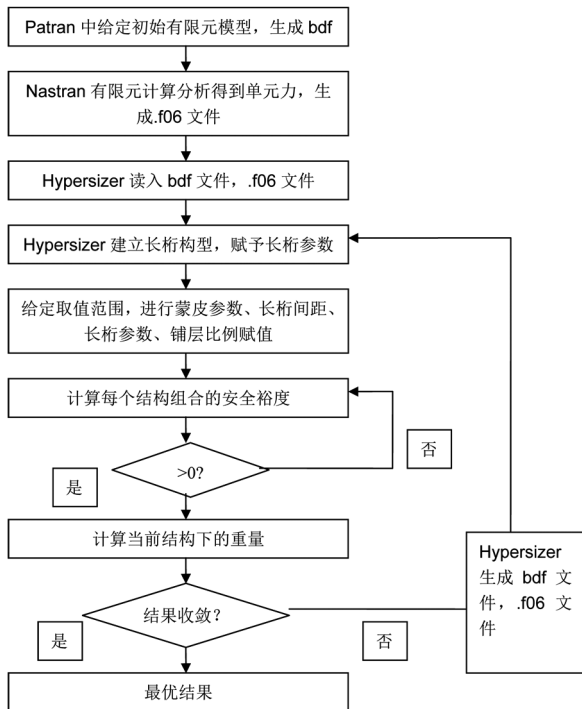 Patran 中给定初始有限元模型，生成 bdf
Nastran 有限元计算分析得到单元力，生
成.f06 文件
Hypersizer 读入 bdf 文件，.f06 文件
Hypersizer 建立长桁构型，赋予长桁参数
给定取值范围，进行蒙皮参数、长桁间距、
长桁参数、铺层比例赋值
计算每个结构组合的安全裕度
>0?
否
是
计算当前结构下的重量
Hypersizer
生成 bdf 文
件，.f06 文
件
结果收敛？
是
否
最优结果